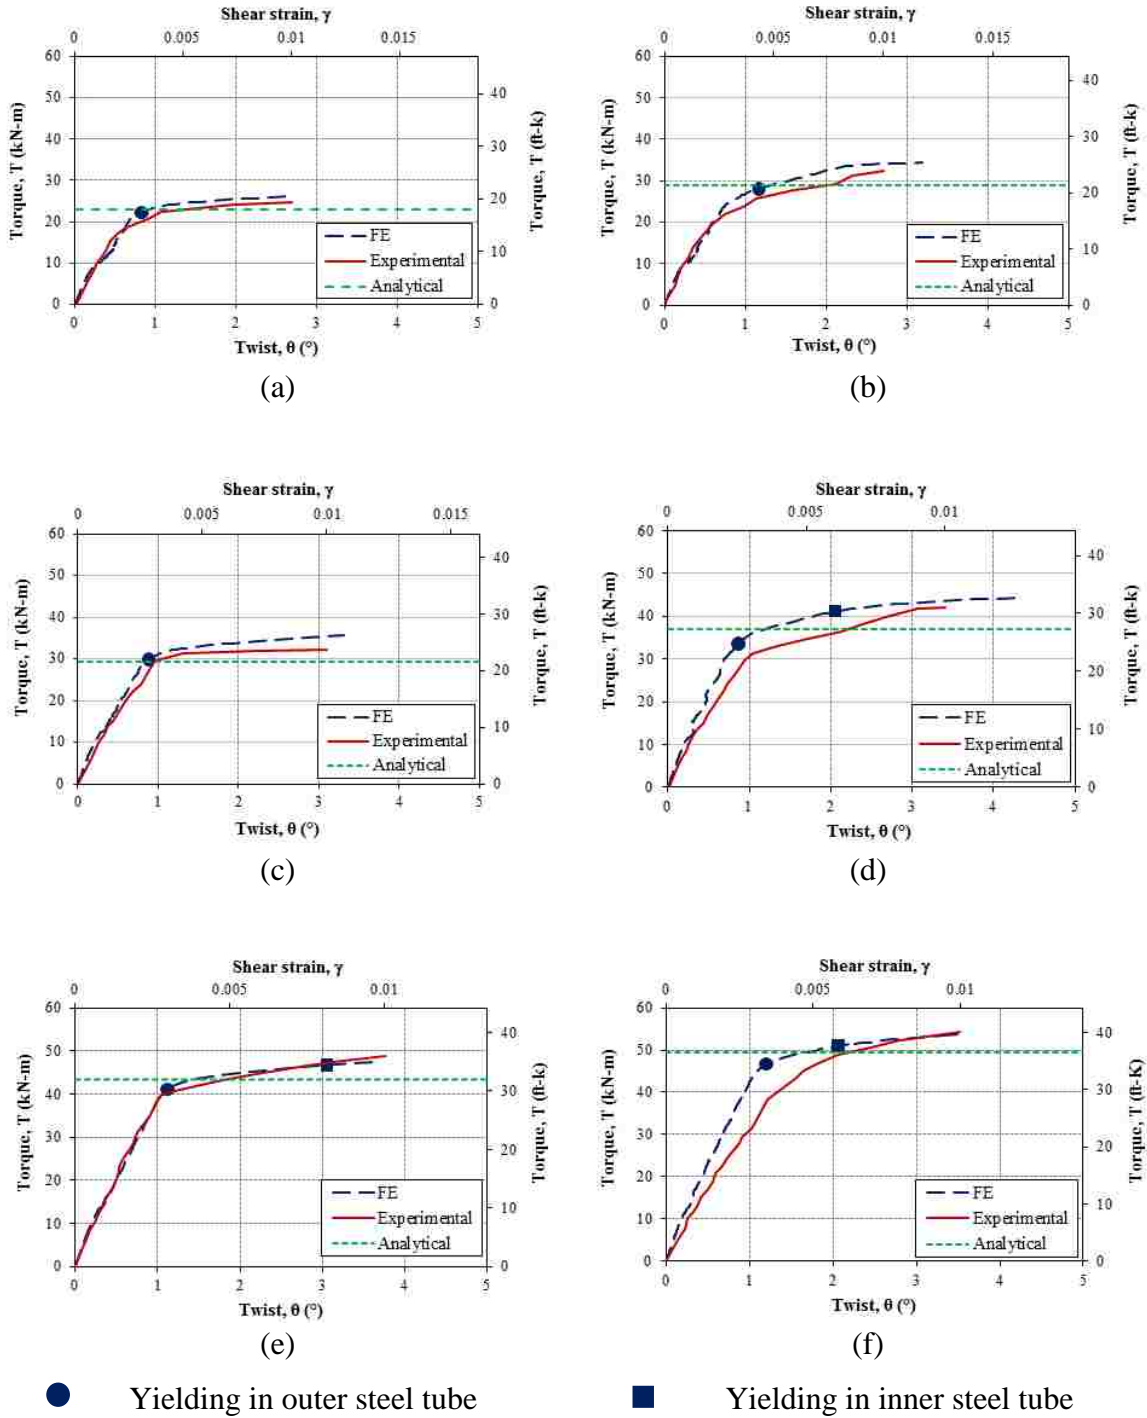 Shear strain, γ
0 0.005 0.01 0.015
60
50
40
30
20
10
0
Torque, T (kN-m)
40
30
20
10
0
Torque, T (ft-k)
FE
Experimental
Analytical
0 1 2 3 4 5
Twist, θ (°)
(a)
Shear strain, γ
0 0.005 0.01 0.015
60
50
40
30
20
10
0
Torque, T (kN-m)
40
30
20
10
0
Torque, T (ft-k)
FE
Experimental
Analytical
0 1 2 3 4 5
Twist, θ (°)
(b)
Shear strain, γ
0 0.005 0.01 0.015
60
50
40
30
20
10
0
Torque, T (kN-m)
40
30
20
10
0
Torque, T (ft-k)
FE
Experimental
Analytical
0 1 2 3 4 5
Twist, θ (°)
(c)
Shear strain, γ
0 0.005 0.01
60
50
40
30
20
10
0
Torque, T (kN-m)
40
30
20
10
0
Torque, T (ft-k)
FE
Experimental
Analytical
0 1 2 3 4 5
Twist, θ (°)
(d)
Shear strain, γ
0 0.005 0.01
60
50
40
30
20
10
0
Torque, T (kN-m)
40
30
20
10
0
Torque, T (ft-k)
FE
Experimental
Analytical
0 1 2 3 4 5
Twist, θ (°)
(e)
Shear strain, γ
0 0.005 0.01
60
50
40
30
20
10
0
Torque, T (kN-m)
40
30
20
10
0
Torque, T (ft-K)
FE
Experimental
Analytical
0 1 2 3 4 5
Twist, θ (°)
(f)
Yielding in outer steel tube
Yielding in inner steel tube